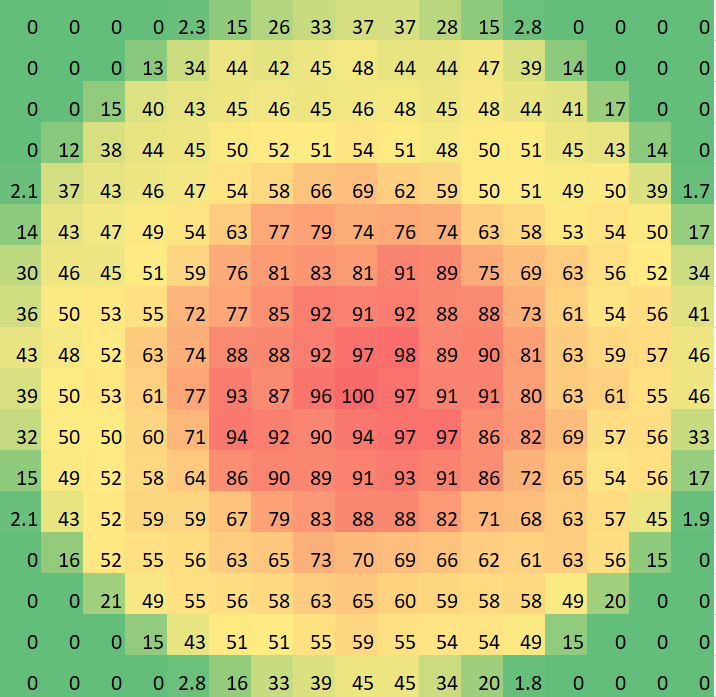 0 0 0 0 2.3 15 26 33 37 37 28 15 2.8 0 0 0 0
0 0 0 13 34 44 42 45 48 44 44 47 39 14 0 0 0
0 0 15 40 43 45 46 45 46 48 45 48 44 41 17 0 0
0 12 38 44 45 50 52 51 54 51 48 50 51 45 43 14 0
2.1 37 43 46 47 54 58 66 69 62 59 50 51 49 50 39 1.7
14 43 47 49 54 63 77 79 74 76 74 63 58 53 54 50 17
30 46 45 51 59 76 81 83 81 91 89 75 69 63 56 52 34
36 50 53 55 72 77 85 92 91 92 88 88 73 61 54 56 41
43 48 52 63 74 88 88 92 97 98 89 90 81 63 59 57 46
39 50 53 61 77 93 87 96 100 97 91 91 80 63 61 55 46
32 50 50 60 71 94 92 90 94 97 97 86 82 69 57 56 33
15 49 52 58 64 86 90 89 91 93 91 86 72 65 54 56 17
2.1 43 52 59 59 67 79 83 88 88 82 71 68 63 57 45 1.9
0 16 52 55 56 63 65 73 70 69 66 62 61 63 56 15 0
0 0 21 49 55 56 58 63 65 60 59 58 58 49 20 0 0
0 0 0 15 43 51 51 55 59 55 54 54 49 15 0 0 0
0 0 0 0 2.8 16 33 39 45 45 34 20 1.8 0 0 0 0